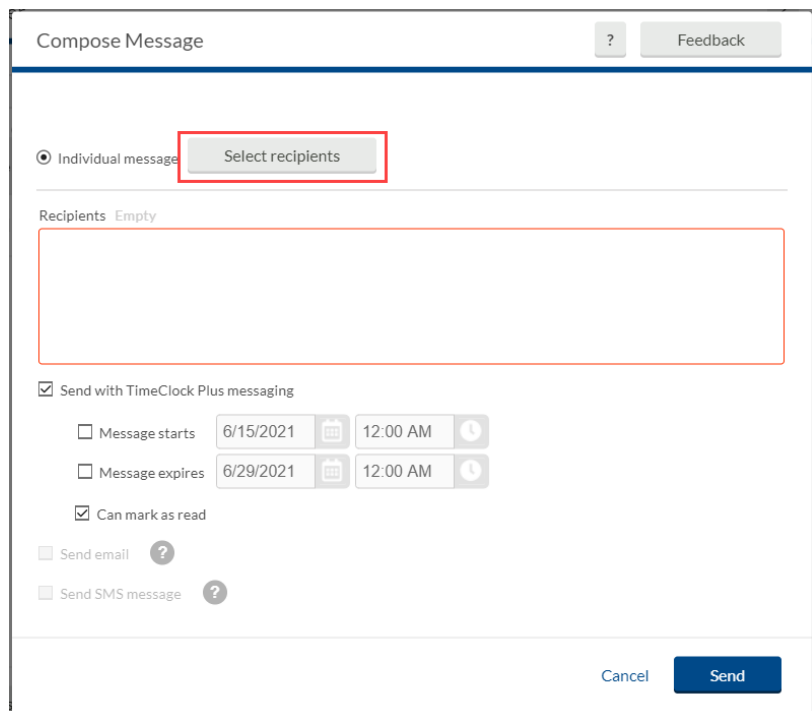 Compose Message ? Feedback
Individual message Select recipients
Recipients Empty
Send with TimeClock Plus messaging
Message starts 6/15/2021 12:00 AM
Message expires 6/29/2021 12:00 AM
Can mark as read
Send email ?
Send SMS message ?
Cancel Send